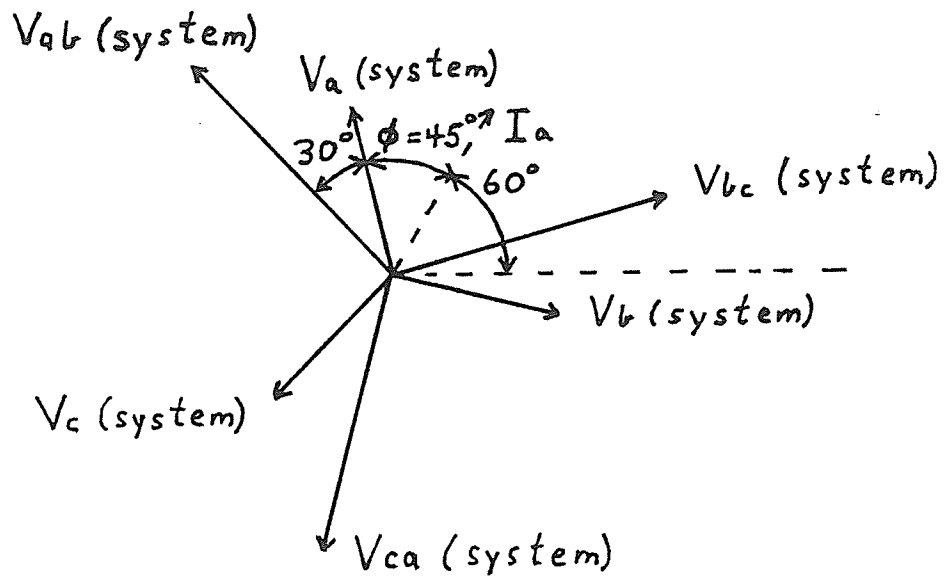 Vab (system)
Va (system)
30° ϕ=45° Ia
60°
Vbc (system)
Vb (system)
Vc (system)
Vca (system)